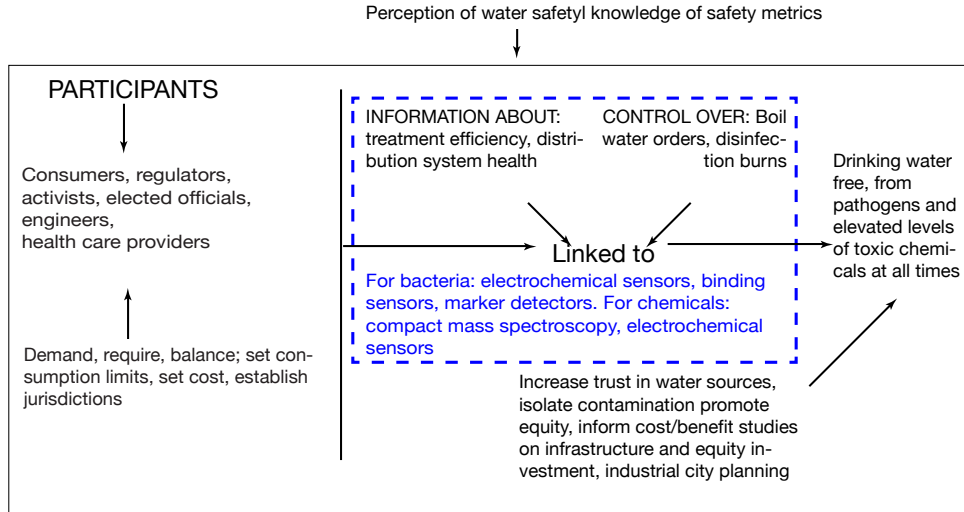 Perception of water safetyl knowledge of safety metrics
PARTICIPANTS
Consumers, regulators,
activists, elected officials,
engineers,
health care providers
Demand, require, balance; set con-
sumption limits, set cost, establish
jurisdictions
INFORMATION ABOUT:
treatment efficiency, distri-
bution system health
CONTROL OVER: Boil
water orders, disinfec-
tion burns
Linked to
For bacteria: electrochemical sensors, binding
sensors, marker detectors. For chemicals:
compact mass spectroscopy, electrochemical
sensors
Drinking water
free, from
pathogens and
elevated levels
of toxic chemi-
cals at all times
Increase trust in water sources,
isolate contamination promote
equity, inform cost/benefit studies
on infrastructure and equity in-
vestment, industrial city planning